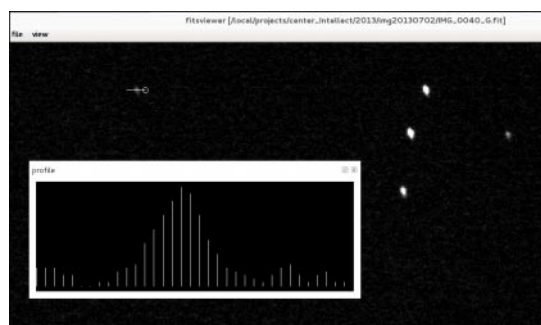 fitsviewer [/local/projects/center_intellect/2013/img20130702/IMG_0040_G.fit]
file view
profile